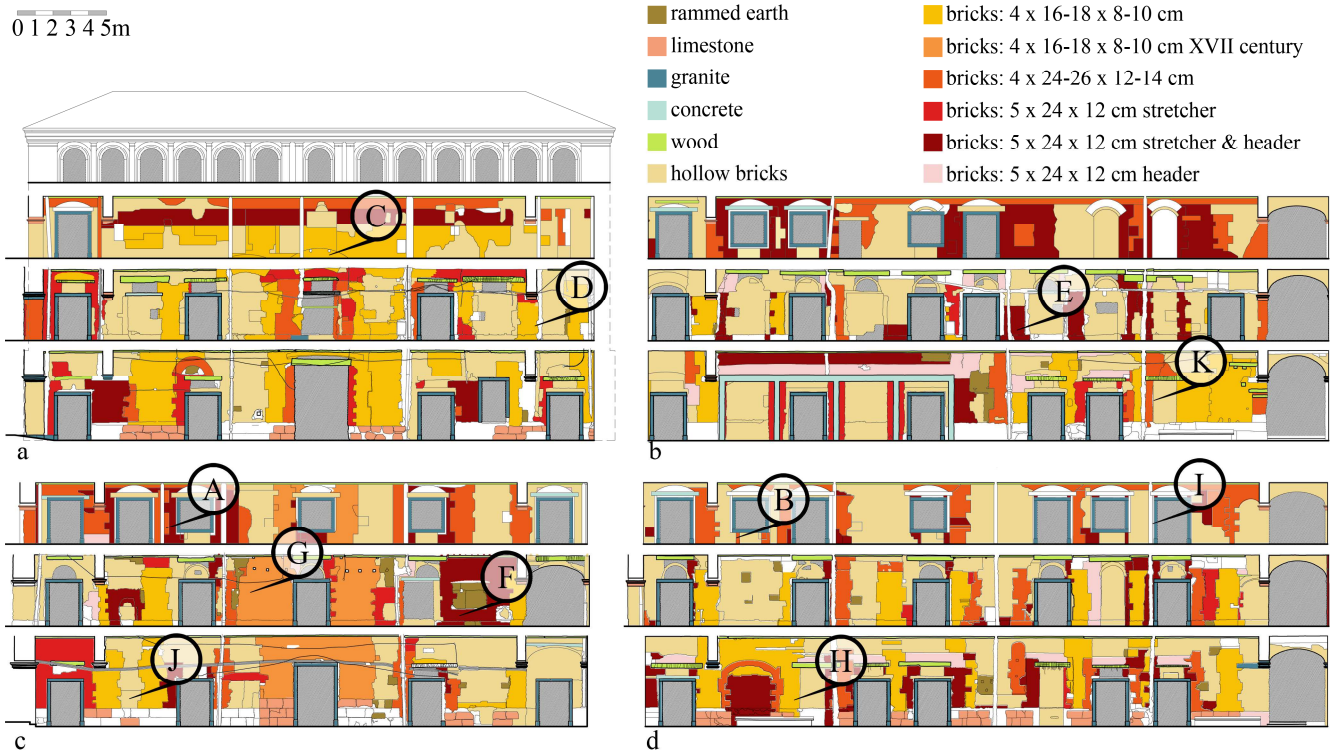 0 1 2 3 4 5m
rammed earth
limestone
granite
concrete
wood
hollow bricks
bricks: 4 x 16-18 x 8-10 cm
bricks: 4 x 16-18 x 8-10 cm XVII century
bricks: 4 x 24-26 x 12-14 cm
bricks: 5 x 24 x 12 cm stretcher
bricks: 5 x 24 x 12 cm stretcher & header
bricks: 5 x 24 x 12 cm header
C
D
a
E
K
b
A
G
F
J
c
B
I
H
d